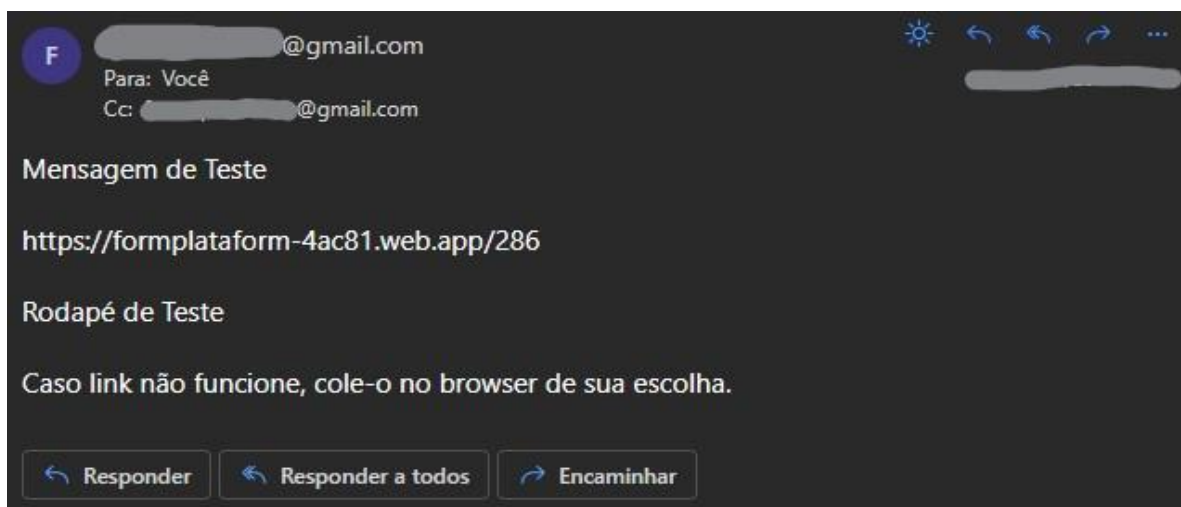 F
@gmail.com
Para: Você
Cc: @gmail.com
Mensagem de Teste
https://formplataform-4ac81.web.app/286
Rodapé de Teste
Caso link não funcione, cole-o no browser de sua escolha.
Responder Responder a todos Encaminhar